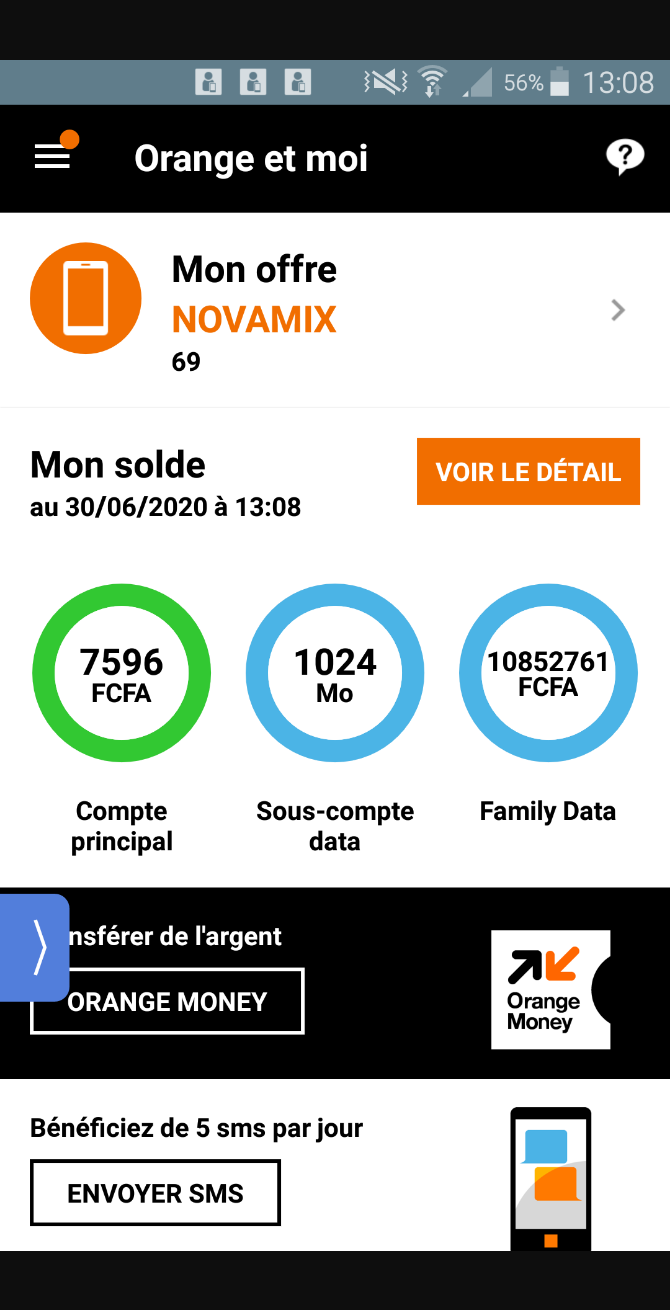 56% 13:08
Orange et moi
?
Mon offre
NOVAMIX
69
Mon solde
VOIR LE DÉTAIL
au 30/06/2020 à 13:08
7596
FCFA
1024
Mo
10852761
FCFA
Compte
principal
Sous-compte
data
Family Data
nsférer de l'argent
ORANGE MONEY
Orange
Money
Bénéficiez de 5 sms par jour
ENVOYER SMS